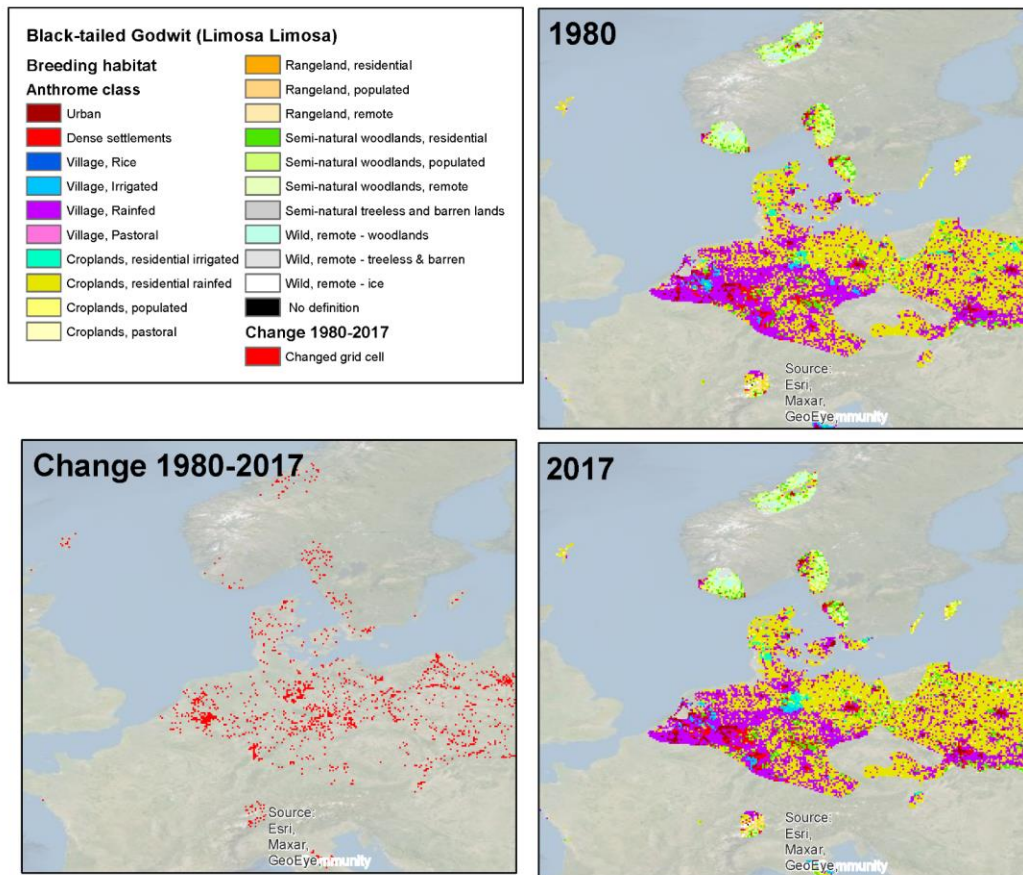 Black-tailed Godwit (Limosa Limosa)
Breeding habitat
Anthrome class
Urban
Dense settlements
Village, Rice
Village, Irrigated
Village, Rainfed
Village, Pastoral
Croplands, residential irrigated
Croplands, residential rainfed
Croplands, populated
Croplands, pastoral
Rangeland, residential
Rangeland, populated
Rangeland, remote
Semi-natural woodlands, residential
Semi-natural woodlands, populated
Semi-natural woodlands, remote
Semi-natural treeless and barren lands
Wild, remote - woodlands
Wild, remote - treeless & barren
Wild, remote - ice
No definition
Change 1980-2017
Changed grid cell
1980
Source:
Esri,
Maxar,
GeoEye,
Change 1980-2017
Source:
Esri,
Maxar,
GeoEye,
2017
Source:
Esri,
Maxar,
GeoEye,